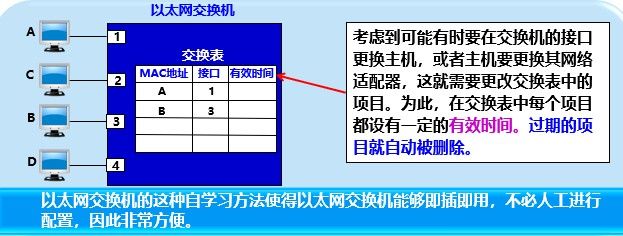 以太网交换机
A
1
C
2
B
3
D
4
交换表
MAC地址 接口 有效时间
A 1
B 3
考虑到可能有时要在交换机的接口
更换主机，或者主机要更换其网络
适配器，这就需要更改交换表中的
项目。为此，在交换表中每个项目
都设有一定的有效时间。过期的项
目就自动被删除。
以太网交换机的这种自学习方法使得以太网交换机能够即插即用，不必人工进行
配置，因此非常方便。